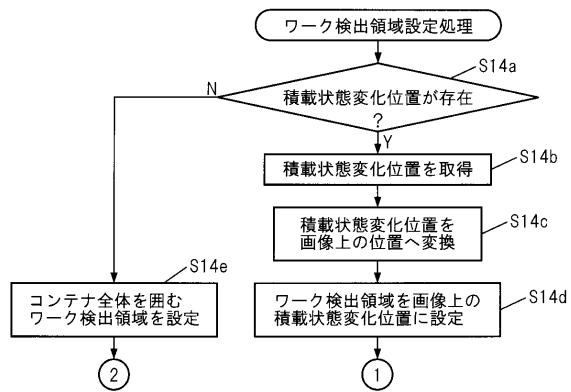 ワーク検出領域設定処理
S14a
N
積載状態変化位置が存在
?
Y
S14b
積載状態変化位置を取得
積載状態変化位置を
画像上の位置へ変換
S14c
S14e
コンテナ全体を囲む
ワーク検出領域を設定
ワーク検出領域を画像上の
積載状態変化位置に設定
S14d
2
1